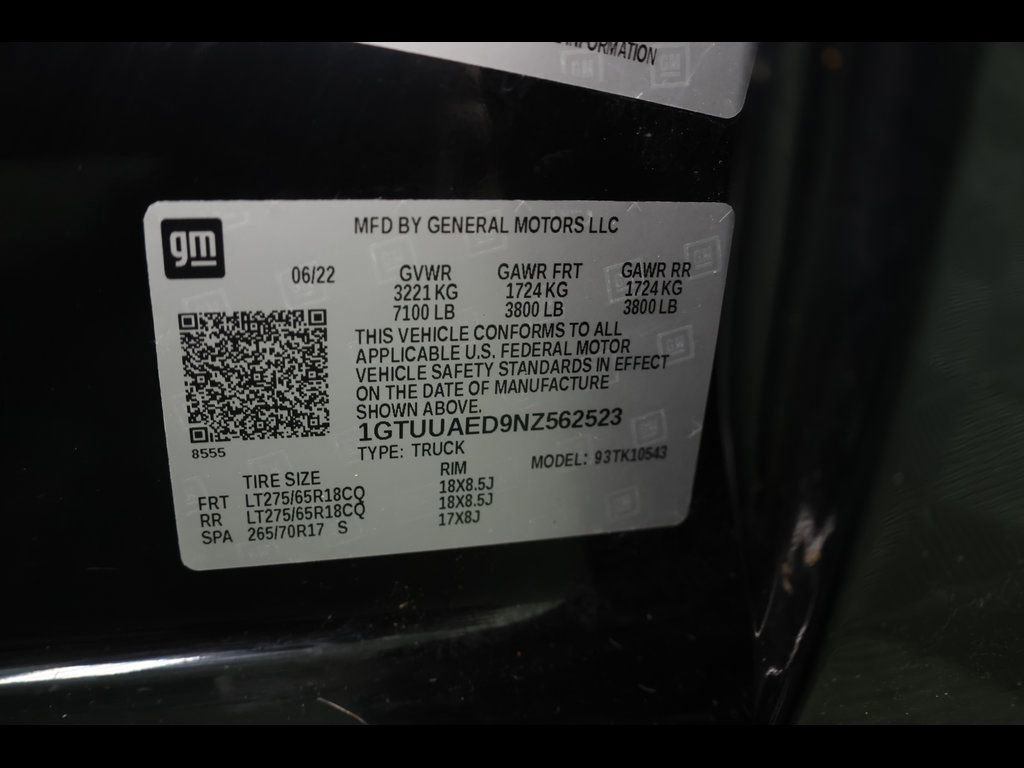 INFORMATION
gm
MFD BY GENERAL MOTORS LLC
06/22 GVWR GAWR FRT GAWR RR
3221 KG 1724 KG 1724 KG
7100 LB 3800 LB 3800 LB
THIS VEHICLE CONFORMS TO ALL
APPLICABLE U.S. FEDERAL MOTOR
VEHICLE SAFETY STANDARDS IN EFFECT
ON THE DATE OF MANUFACTURE
SHOWN ABOVE.
1GTUUAED9NZ562523
8555
TYPE: TRUCK
MODEL: 93TK10543
TIRE SIZE RIM
FRT LT275/65R18CQ 18X8.5J
RR LT275/65R18CQ 18X8.5J
SPA 265/70R17 S 17X8J